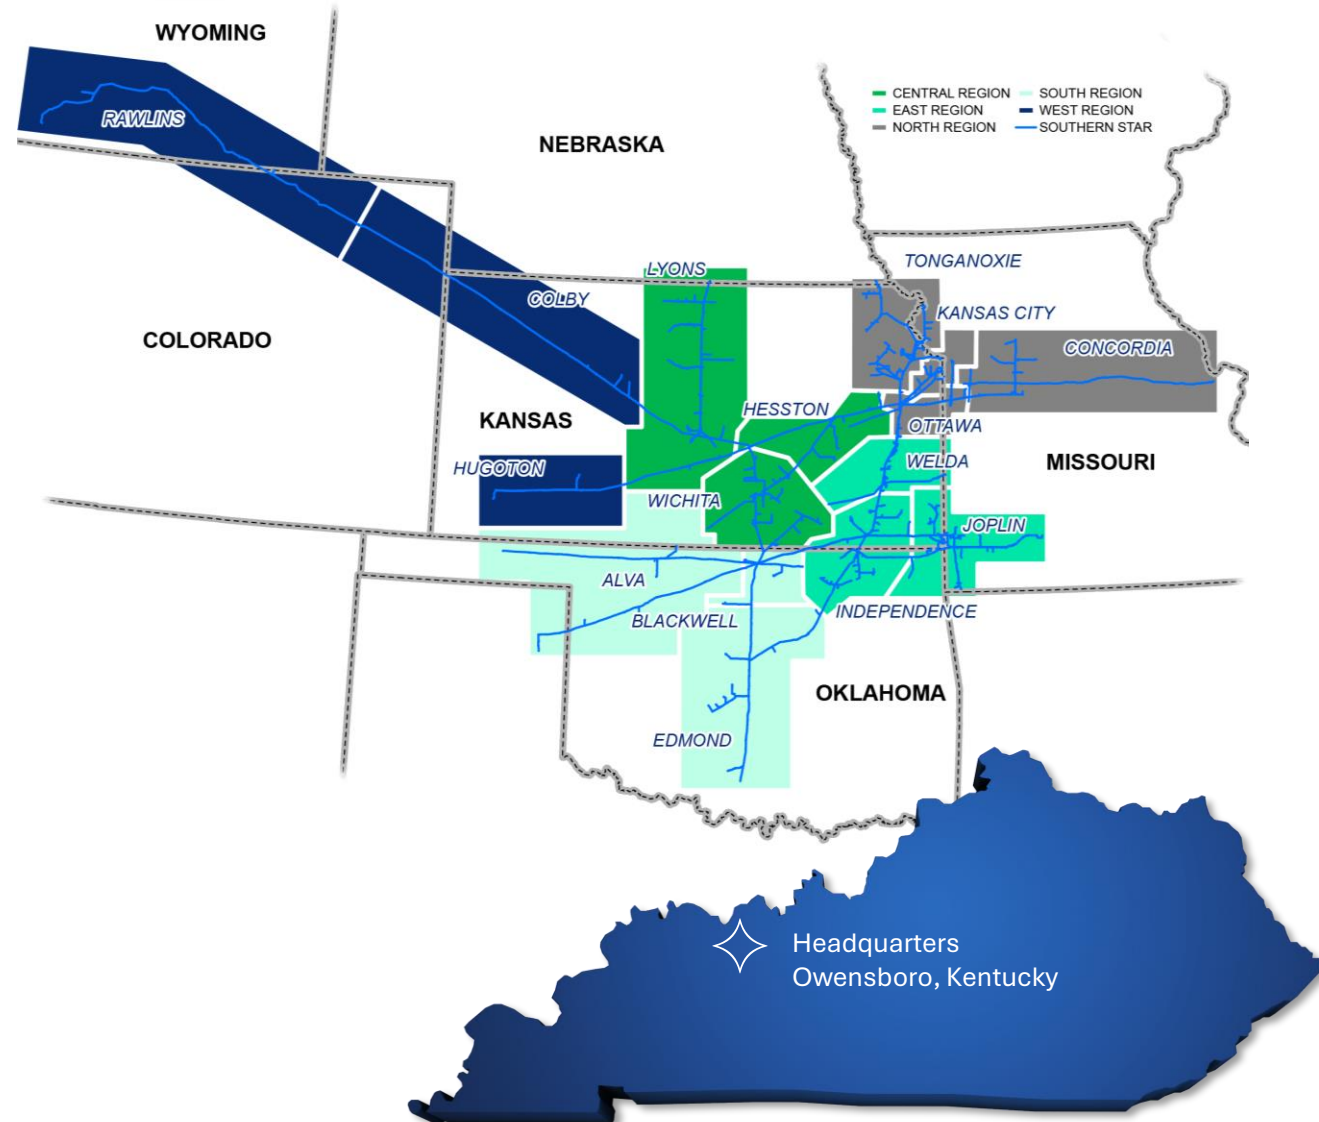 WYOMING
CENTRAL REGION
SOUTH REGION
EAST REGION
WEST REGION
NORTH REGION
SOUTHERN STAR
RAWLINS
NEBRASKA
TONGANOXIE
LYONS
COLBY
KANSAS CITY
COLORADO
CONCORDIA
HESSTON
KANSAS
OTTAWA
HUGOTON
WELDA
MISSOURI
WICHITA
JOPLIN
ALVA
BLACKWELL
INDEPENDENCE
OKLAHOMA
EDMOND
Headquarters
Owensboro, Kentucky